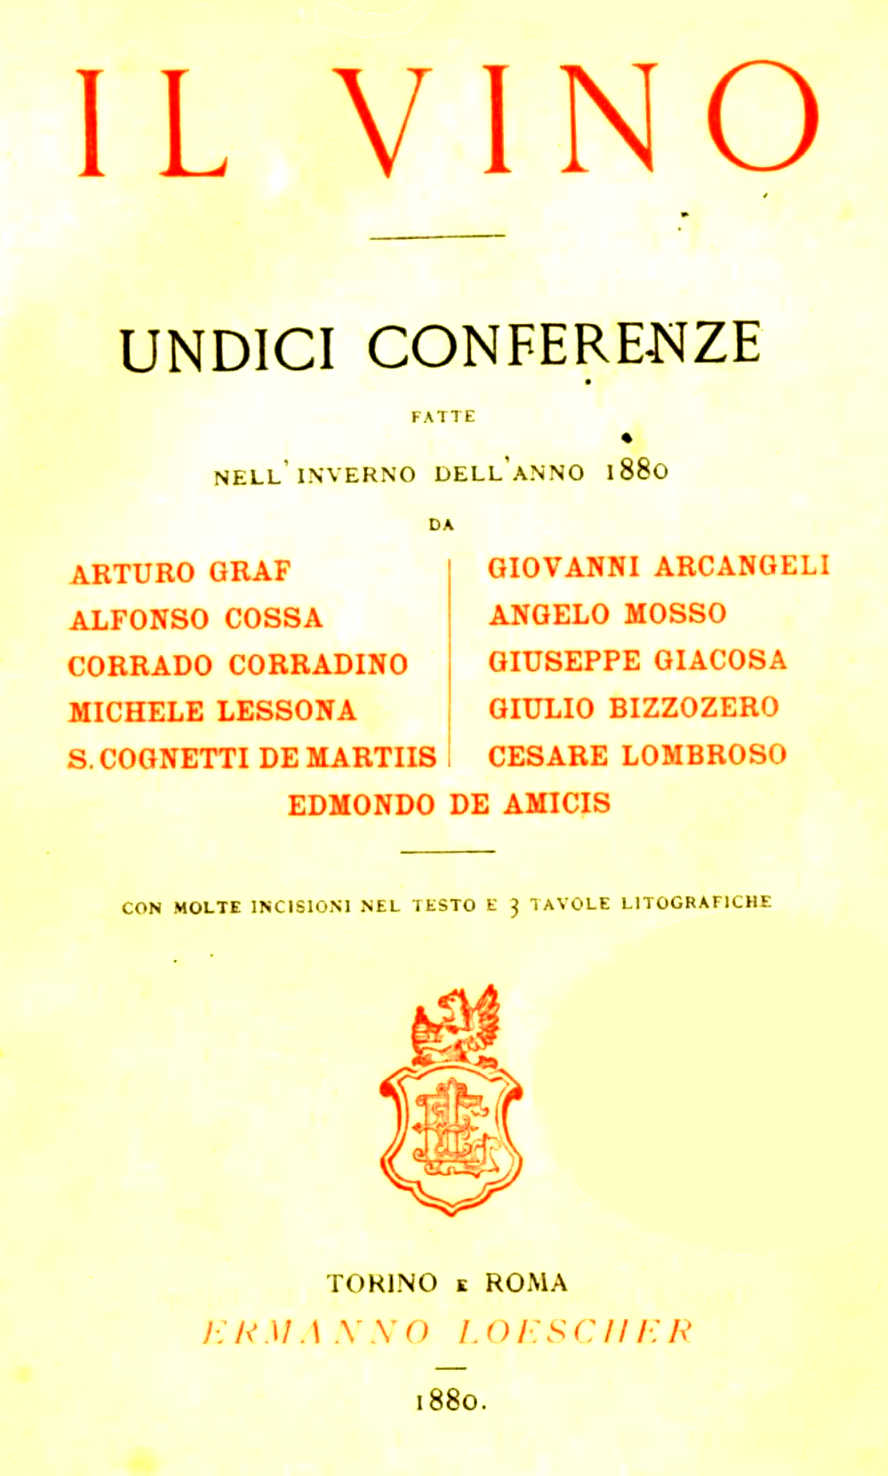 IL VINO
UNDICI CONFERENZE
FATTE
NELL'INVERNO DELL'ANNO 1880
DA
ARTURO GRAF
ALFONSO COSSA
CORRADO CORRADINO
MICHELE LESSONA
S. COGNETTI DE MARTIIS
GIOVANNI ARCANGELI
ANGELO MOSSO
GIUSEPPE GIACOSA
GIULIO BIZZOZERO
CESARE LOMBROSO
EDMONDO DE AMICIS
CON MOLTE INCISIONI NEL TESTO E 3 TAVOLE LITOGRAFICHE
TORINO E ROMA
ERMANNO LOESCHER
1880.